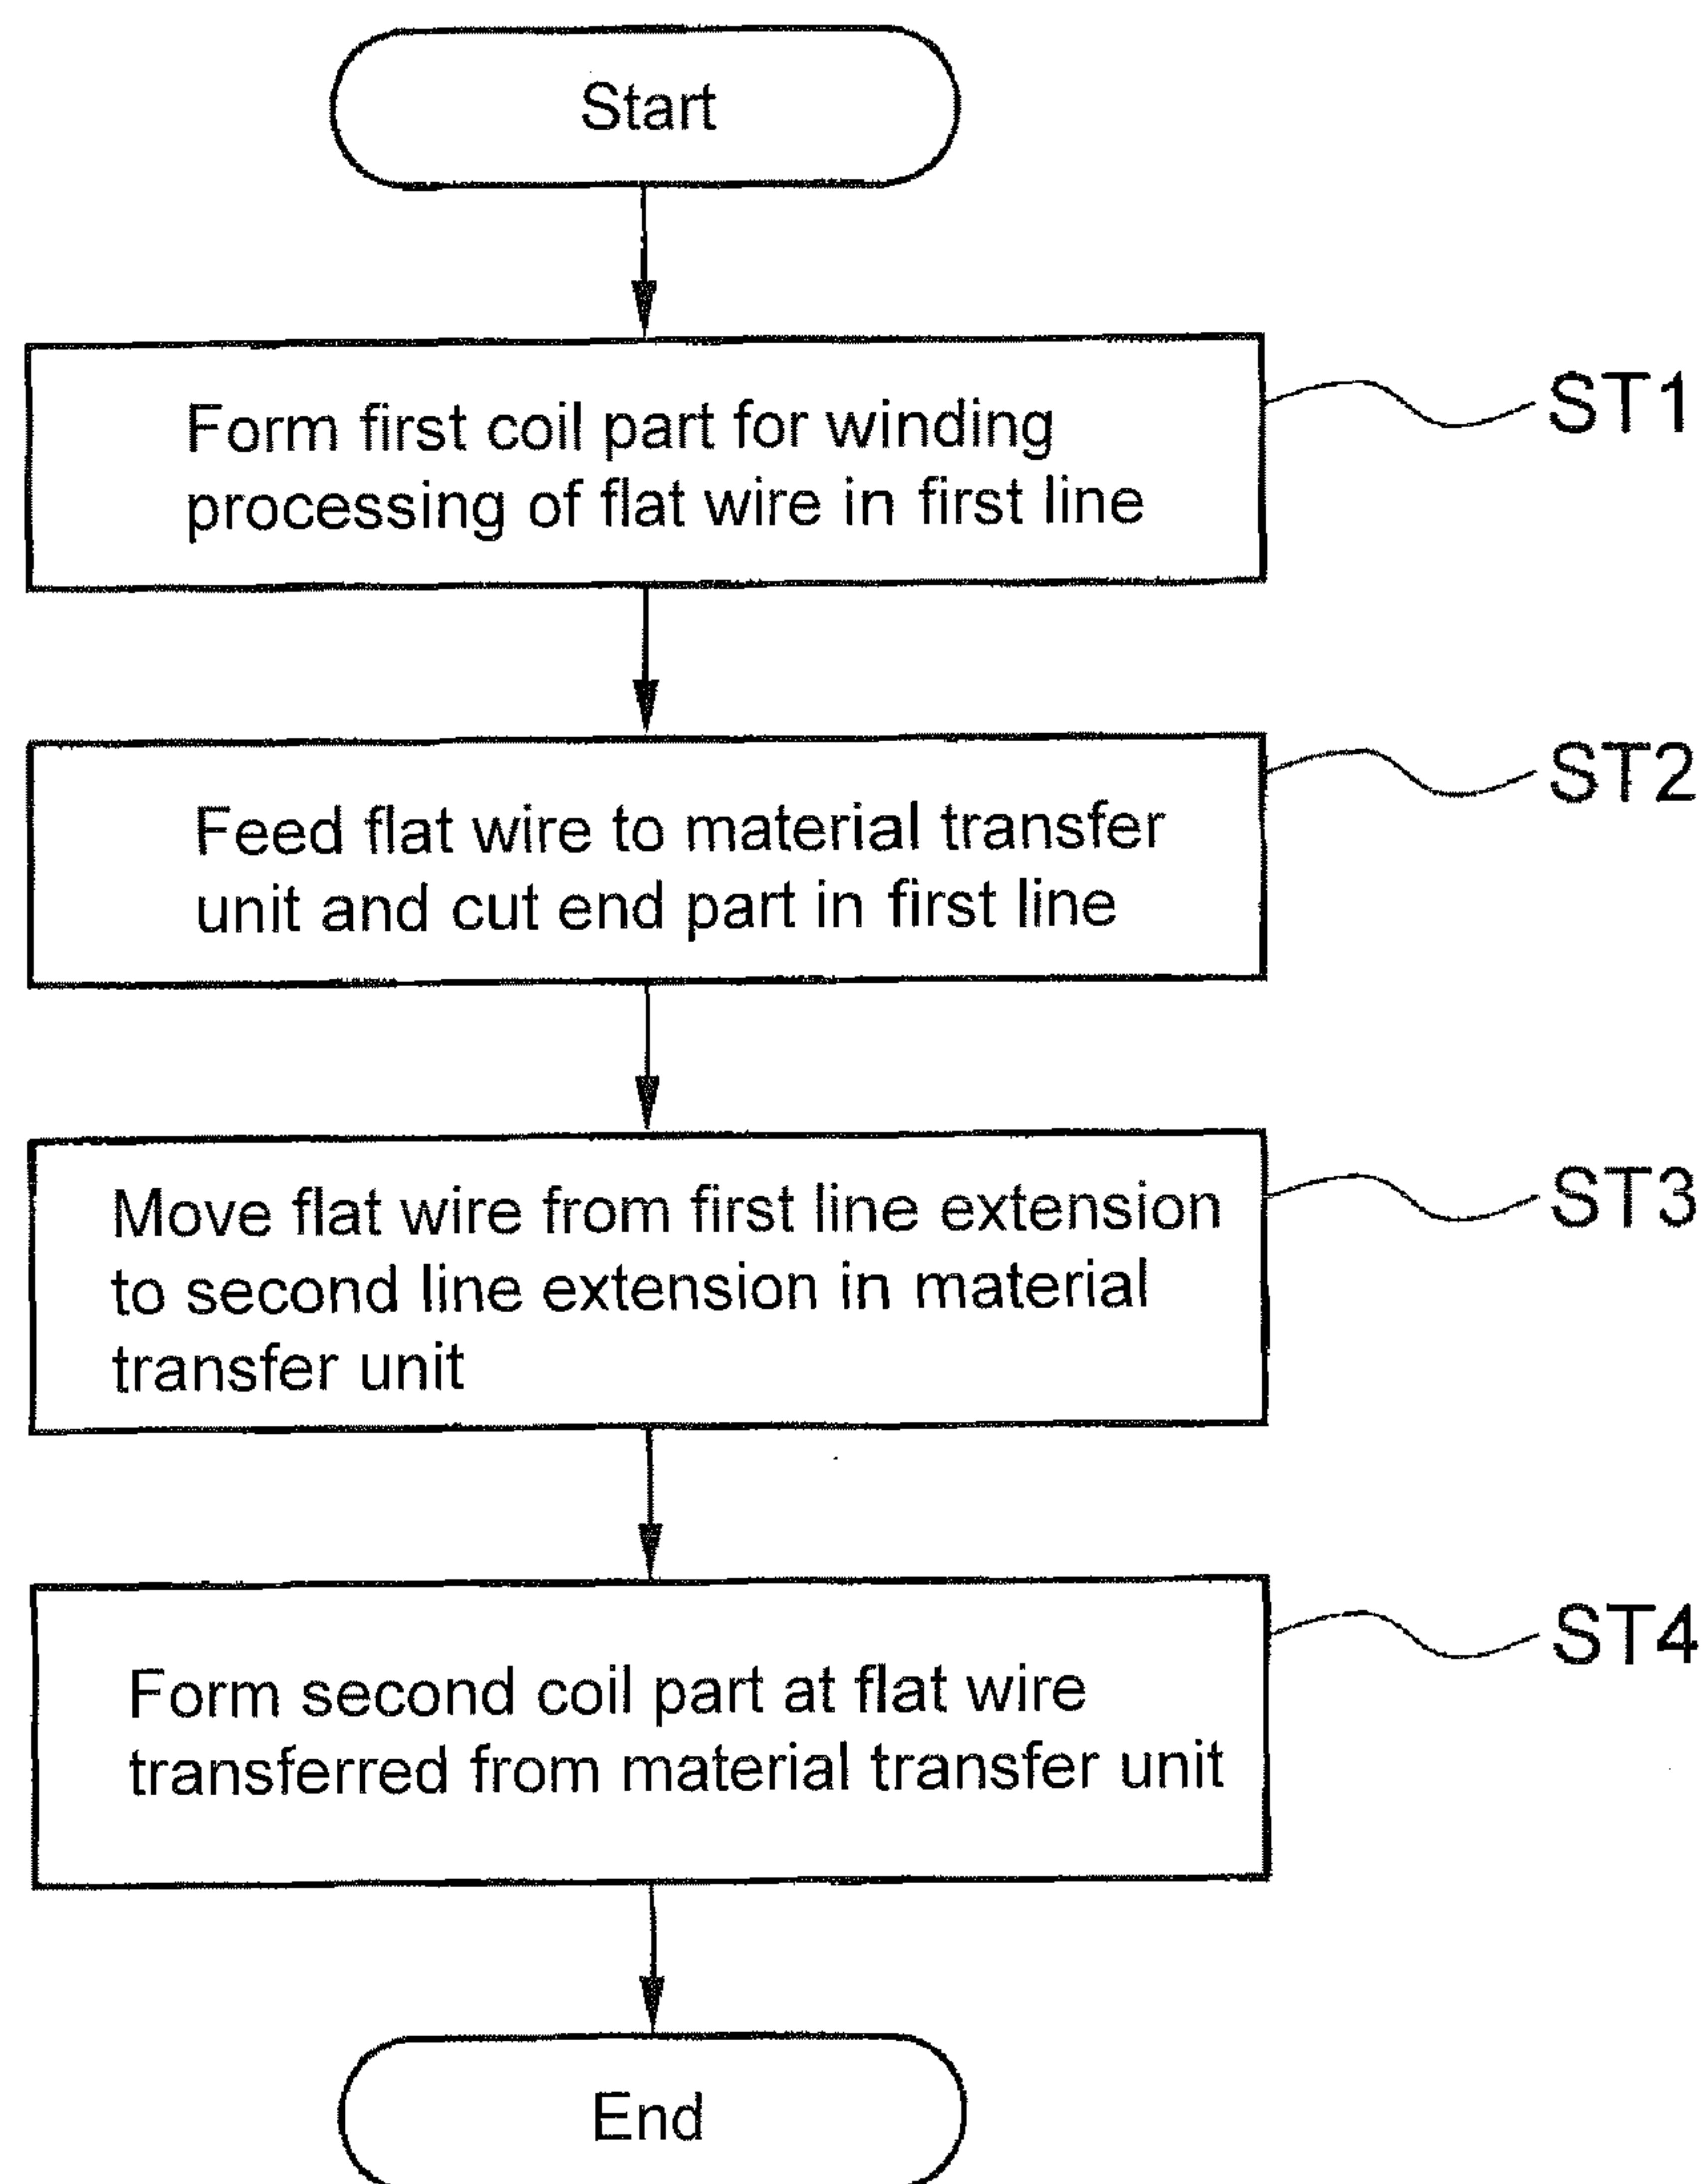 Start
Form first coil part for winding
processing of flat wire in first line
ST1
Feed flat wire to material transfer
unit and cut end part in first line
ST2
Move flat wire from first line extension
to second line extension in material
transfer unit
ST3
Form second coil part at flat wire
transferred from material transfer unit
ST4
End